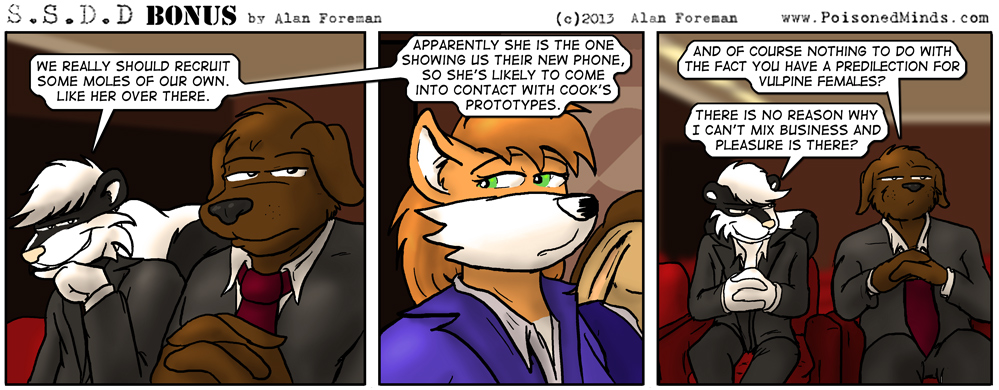 S.S.D.D BONUS by Alan Foreman (c)2013 Alan Foreman www.PoisonedMinds.com
WE REALLY SHOULD RECRUIT
SOME MOLES OF OUR OWN.
LIKE HER OVER THERE.
APPARENTLY SHE IS THE ONE
SHOWING US THEIR NEW PHONE,
SO SHE'S LIKELY TO COME
INTO CONTACT WITH COOK'S
PROTOTYPES.
AND OF COURSE NOTHING TO DO WITH
THE FACT YOU HAVE A PREDILECTION FOR
VULPINE FEMALES?
THERE IS NO REASON WHY
I CAN'T MIX BUSINESS AND
PLEASURE IS THERE?